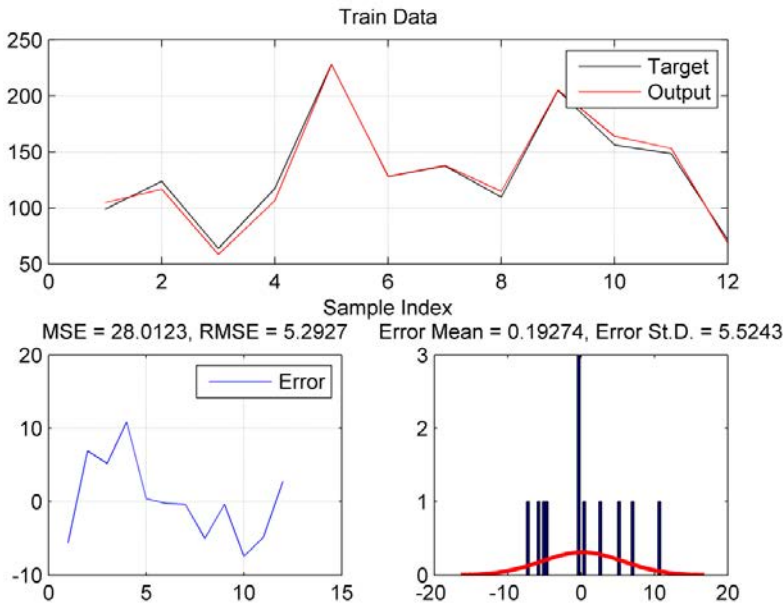 Train Data
250
200
150
100
50
Target
Output
0 2 4 6 8 10 12
Sample Index
MSE = 28.0123, RMSE = 5.2927
Error Mean = 0.19274, Error St.D. = 5.5243
20
10
0
-10
Error
0 5 10 15
3
2
1
0
-20 -10 0 10 20